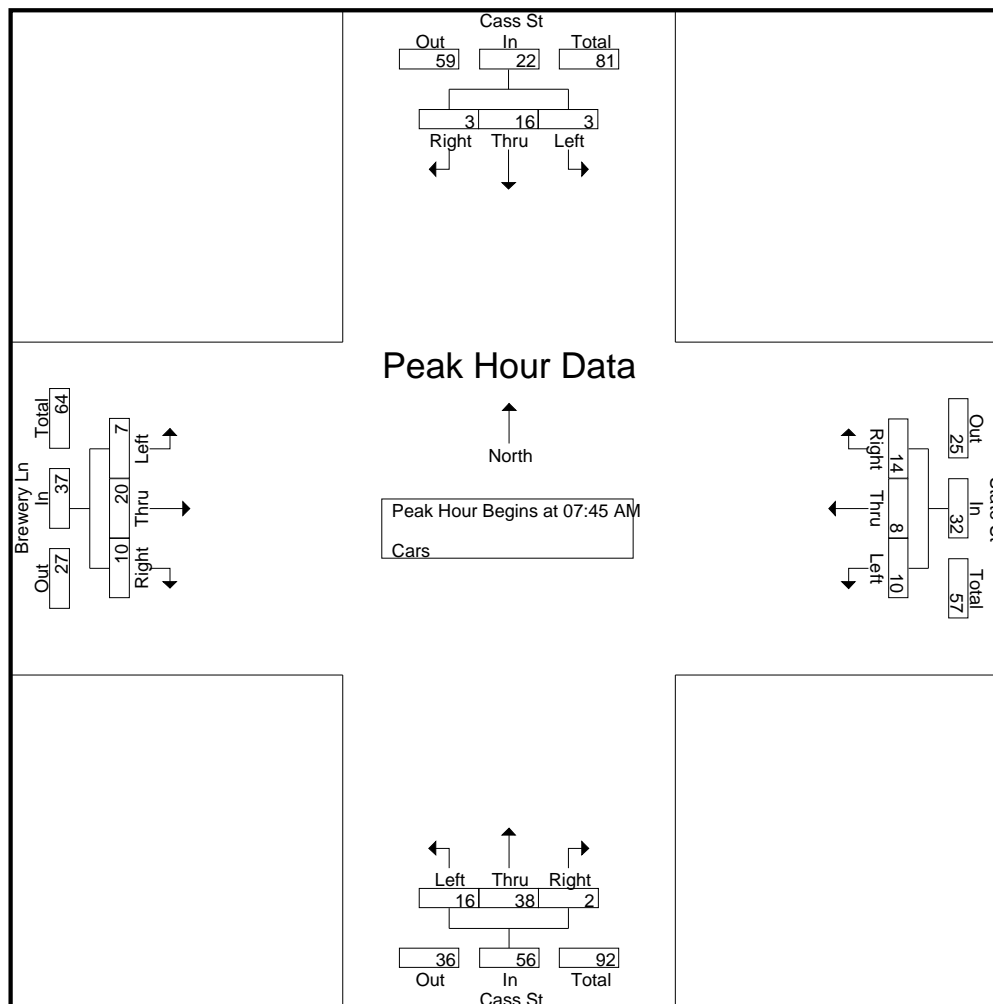 Cass St
Out In Total
59 22 81
3 16 3
Right Thru Left
Peak Hour Data
North
Peak Hour Begins at 07:45 AM
Cars
Brewery Ln
Out In Total
27 37 64
7 20 10
Left Thru Right
Out In Total
25 32 57
14 8 10
Right Thru Left
Left Thru Right
16 38 2
36 56 92
Out In Total
Cass St